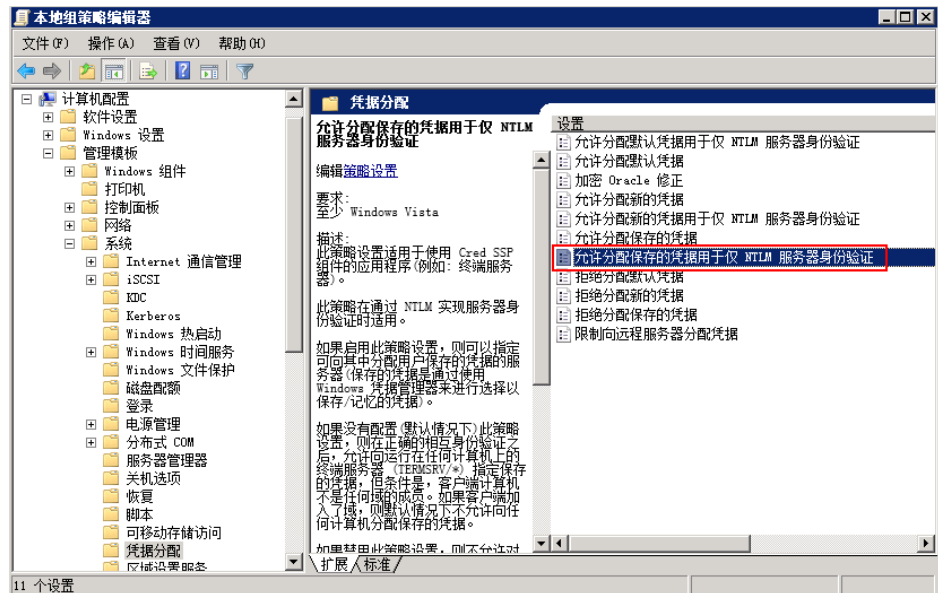 本地组策略编辑器
文件(F) 操作(A) 查看(V) 帮助(H)
计算机配置
软件设置
Windows 设置
管理模板
Windows 组件
打印机
控制面板
网络
系统
Internet 通信管理
iSCSI
KDC
Kerberos
Windows 热启动
Windows 时间服务
Windows 文件保护
磁盘配额
登录
电源管理
分布式 COM
服务器管理器
关机选项
恢复
脚本
可移动存储访问
凭据分配
区域设置服务
凭据分配
允许分配保存的凭据用于仅 NTLM
服务器身份验证
编辑策略设置
要求:
至少 Windows Vista
描述:
此策略设置适用于使用 Cred SSP
组件的应用程序(例如: 终端服务
器)。
此策略在通过 NTLM 实现服务器身
份验证时适用。
如果启用此策略设置，则可以指定
可向其中分配用户保存的凭据的服
务器(保存的凭据是通过使用
Windows 凭据管理器来进行选择以
保存/记忆的凭据)。
如果没有配置(默认情况下)此策略
设置，则在正确的相互身份验证之
后，允许向运行在任何计算机上的
终端服务器 (TERMSRV/*) 指定保存
的凭据，但条件是，客户端计算机
不是任何域的成员。如果客户端加
入了域，则默认情况下不允许向任
何计算机分配保存的凭据。
如果禁用此策略设置，则不允许对
设置
允许分配默认凭据用于仅 NTLM 服务器身份验证
允许分配默认凭据
加密 Oracle 修正
允许分配新的凭据
允许分配新的凭据用于仅 NTLM 服务器身份验证
允许分配保存的凭据
允许分配保存的凭据用于仅 NTLM 服务器身份验证
拒绝分配默认凭据
拒绝分配新的凭据
拒绝分配保存的凭据
限制向远程服务器分配凭据
扩展 标准
11 个设置